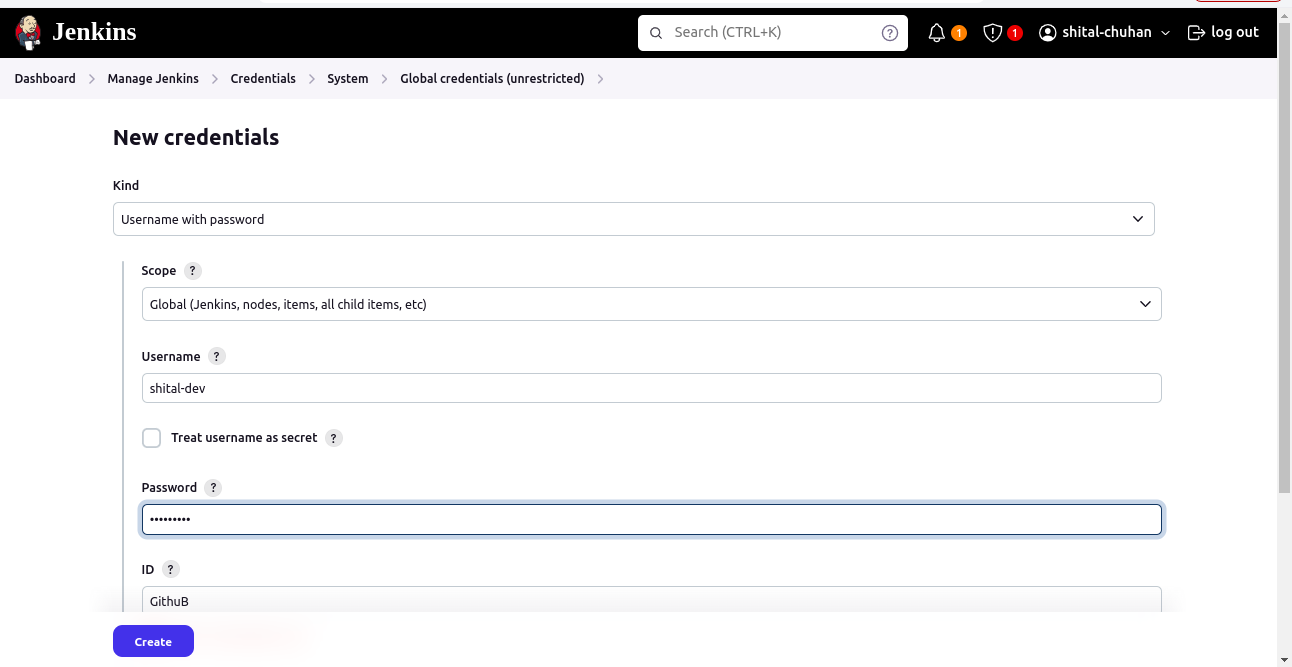 Jenkins
Search (CTRL+K) ?
1
1
shital-chuhan
log out
Dashboard > Manage Jenkins > Credentials > System > Global credentials (unrestricted) >
New credentials
Kind
Username with password
Scope ?
Global (Jenkins, nodes, items, all child items, etc)
Username ?
shital-dev
Treat username as secret ?
Password ?
•••••••••
ID ?
GithuB
Create